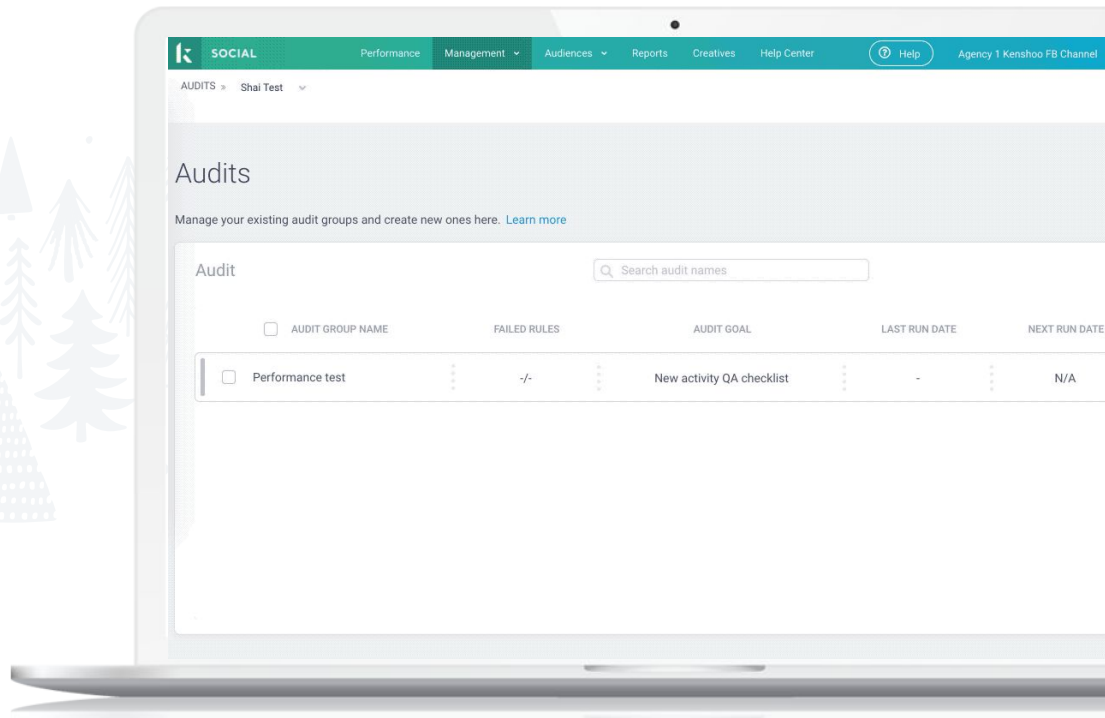 SOCIAL Performance Management Audiences Reports Creatives Help Center Help Agency 1 Kenshoo FB Channel
AUDITS » Shai Test
Audits
Manage your existing audit groups and create new ones here. Learn more
Audit Search audit names
AUDIT GROUP NAME FAILED RULES AUDIT GOAL LAST RUN DATE NEXT RUN DATE
Performance test -/- New activity QA checklist - N/A